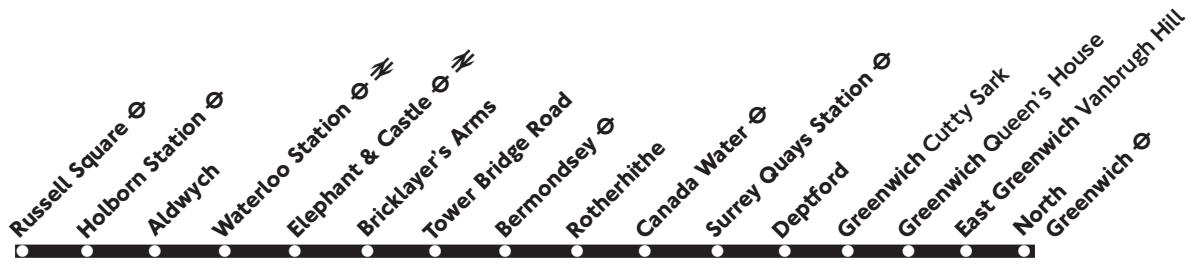 Russell Square
Holborn Station
Aldwych
Waterloo Station
Elephant & Castle
Bricklayer's Arms
Tower Bridge Road
Bermondsey
Rotherhithe
Canada Water
Surrey Quays Station
Deptford
Greenwich Cutty Sark
Greenwich Queen's House
East Greenwich Vanbrugh Hill
North
Greenwich